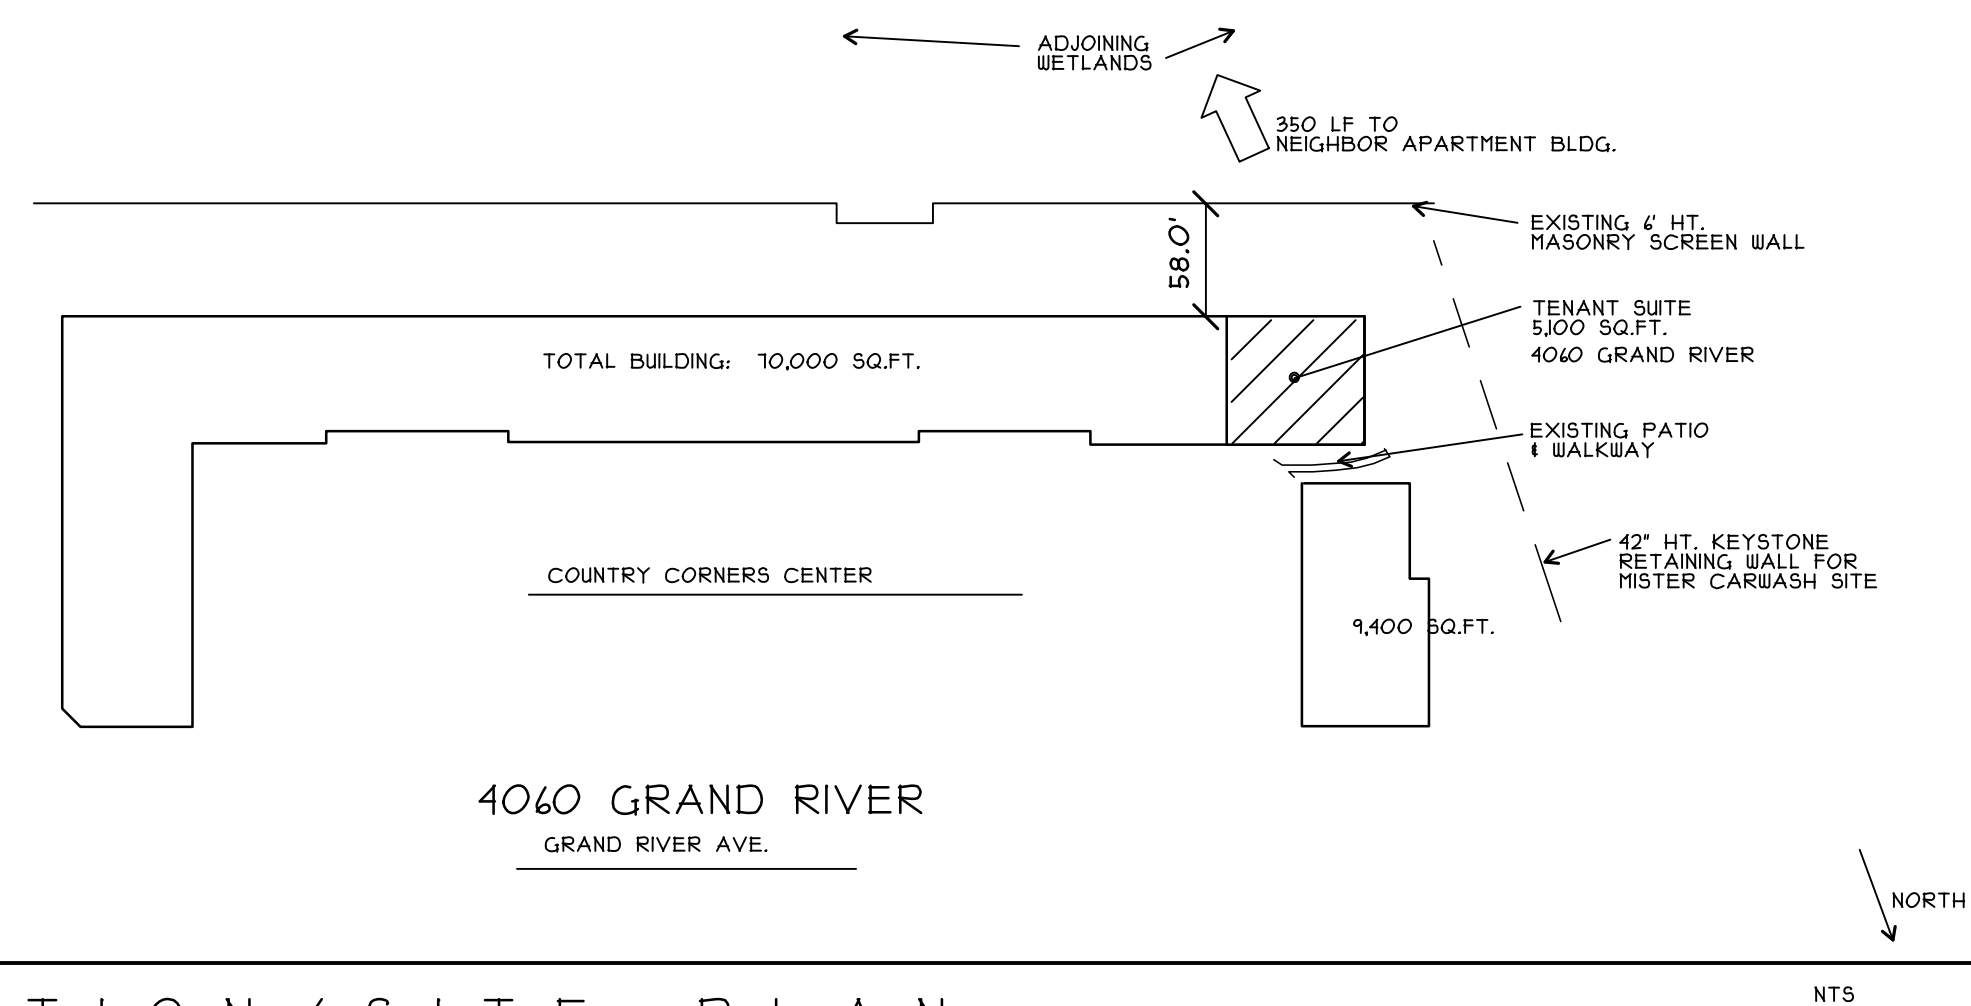 ADJOINING
WETLANDS
350 LF TO
NEIGHBOR APARTMENT BLDG.
58.0'
EXISTING 6' HT.
MASONRY SCREEN WALL
TENANT SUITE
5,100 SQ.FT.
4060 GRAND RIVER
TOTAL BUILDING: 70,000 SQ.FT.
EXISTING PATIO
& WALKWAY
42" HT. KEYSTONE
RETAINING WALL FOR
MISTER CARWASH SITE
COUNTRY CORNERS CENTER
9,400 SQ.FT.
4060 GRAND RIVER
GRAND RIVER AVE.
NORTH
NTS